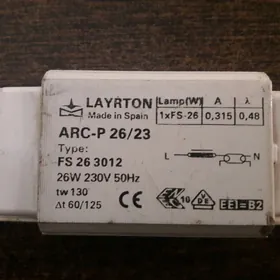 LAYRTON
Made in Spain
Lamp(W) A λ
1xFS-26 0,315 0,48
ARC-P 26/23
Type:
FS 26 3012
26W 230V 50Hz
tw 130
Δt 60/125
L N
CE
10
VDE
EEI=B2